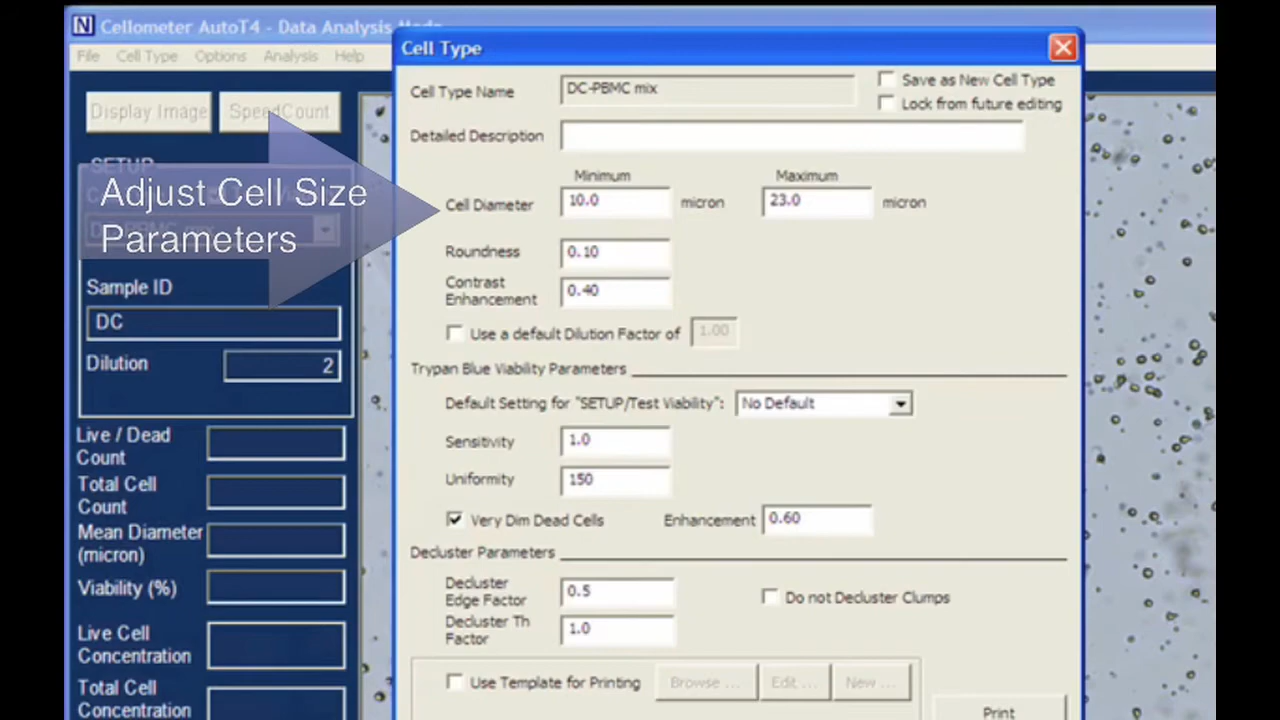 Cellometer AutoT4 - Data Analysis Mode
File Cell Type Options Analysis Help
Display Image SpeedCount
SETUP
Adjust Cell Size
Parameters
DC-PBMC mix
Sample ID
DC
Dilution 2
Live / Dead
Count
Total Cell
Count
Mean Diameter
(micron)
Viability (%)
Live Cell
Concentration
Total Cell
Concentration
Cell Type
Cell Type Name DC-PBMC mix Save as New Cell Type
Lock from future editing
Detailed Description
Minimum Maximum
Cell Diameter 10.0 micron 23.0 micron
Roundness 0.10
Contrast
Enhancement 0.40
Use a default Dilution Factor of 1.00
Trypan Blue Viability Parameters
Default Setting for "SETUP/Test Viability": No Default
Sensitivity 1.0
Uniformity 150
Very Dim Dead Cells Enhancement 0.60
Decluster Parameters
Decluster
Edge Factor 0.5 Do not Decluster Clumps
Decluster Th
Factor 1.0
Use Template for Printing Browse ... Edit ... New ...
Print